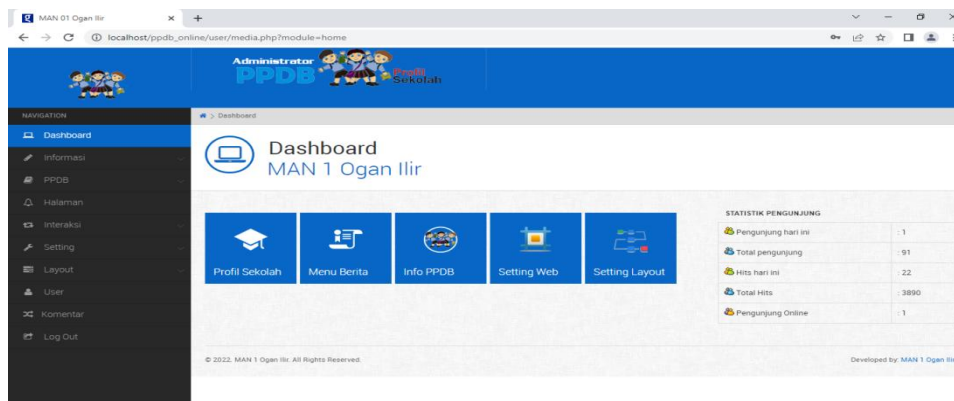 MAN 01 Ogan Ilir
localhost/ppdb_online/user/media.php?module=home
Administrator
PPDB
Profil
Sekolah
NAVIGATION
Dashboard
Informasi
PPDB
Halaman
Interaksi
Setting
Layout
User
Komentar
Log Out
> Dashboard
Dashboard
MAN 1 Ogan Ilir
Profil Sekolah
Menu Berita
Info PPDB
Setting Web
Setting Layout
STATISTIK PENGUNJUNG
Pengunjung hari ini : 1
Total pengunjung : 91
Hits hari ini : 22
Total Hits : 3890
Pengunjung Online : 1
© 2022. MAN 1 Ogan Ilir. All Rights Reserved.
Developed by: MAN 1 Ogan Ilir